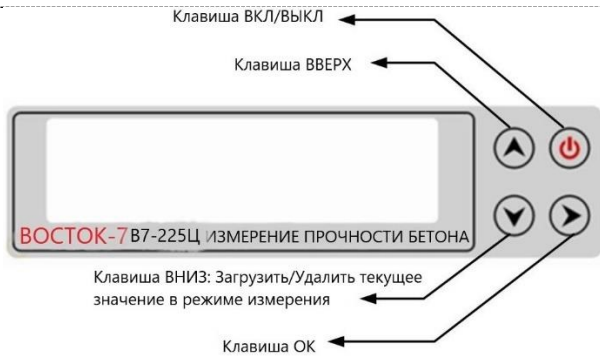 Клавиша ВКЛ/ВЫКЛ
Клавиша ВВЕРХ
ВОСТОК-7 В7-225Ц ИЗМЕРЕНИЕ ПРОЧНОСТИ БЕТОНА
Клавиша ВНИЗ: Загрузить/Удалить текущее
значение в режиме измерения
Клавиша ОК